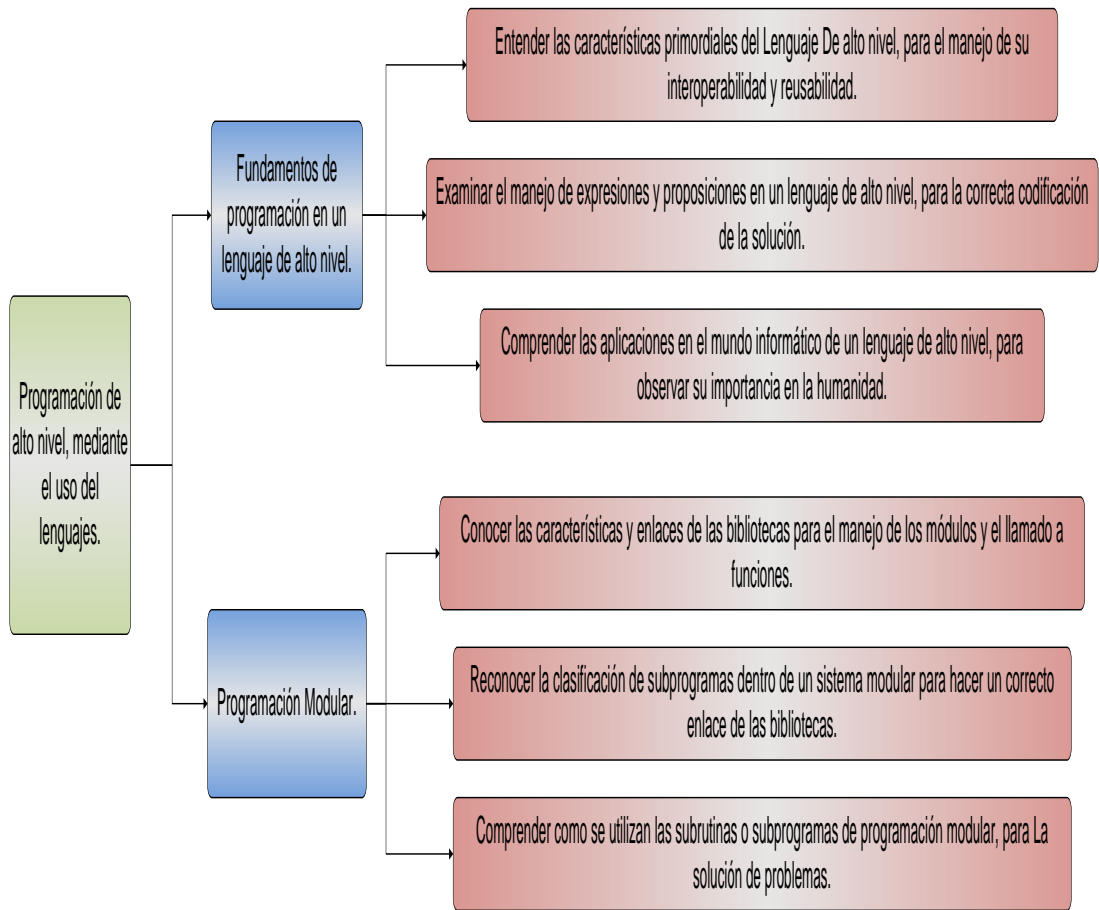 Programación de
alto nivel, mediante
el uso del
lenguajes.
Fundamentos de
programación en un
lenguaje de alto nivel.
Entender las características primordiales del Lenguaje De alto nivel, para el manejo de su
interoperabilidad y reusabilidad.
Examinar el manejo de expresiones y proposiciones en un lenguaje de alto nivel, para la correcta codificación
de la solución.
Comprender las aplicaciones en el mundo informático de un lenguaje de alto nivel, para
observar su importancia en la humanidad.
Programación Modular.
Conocer las características y enlaces de las bibliotecas para el manejo de los módulos y el llamado a
funciones.
Reconocer la clasificación de subprogramas dentro de un sistema modular para hacer un correcto
enlace de las bibliotecas.
Comprender como se utilizan las subrutinas o subprogramas de programación modular, para La
solución de problemas.